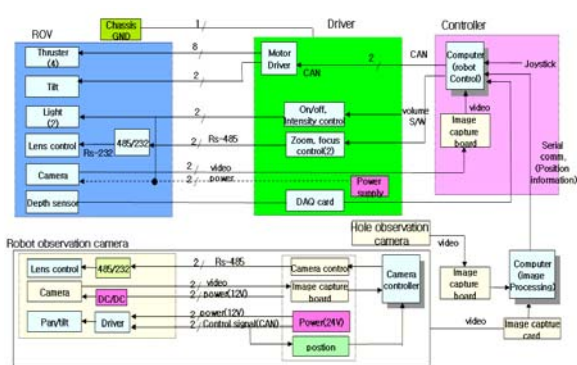 Chassis
GND
1
ROV
Driver
Controller
Thruster
(4)
8
Motor
Driver
2
CAN
CAN
Computer
(robot
Control)
Joystick
Tilt
2
Light
(2)
2
On/off,
Intensity control
volume
S/W
video
Image capture
board
Lens control
Rs-232
485/232
2
Rs-485
Zoom, focus
control(2)
Serial
comm.
(Position
information)
Camera
2
video
power
2
Power
supply
Depth sensor
DAQ card
Robot observation camera
Hole observation
camera
video
Lens control
485/232
2
Rs-485
Camera control
Camera
controller
Image capture
board
Computer
(image
Processing)
Camera
DC/DC
2
video
2
power(12V)
Image capture
board
Pan/tilt
Driver
2
power(12V)
2
Control signal(CAN)
Power(24V)
postion
video
Image captrue
card